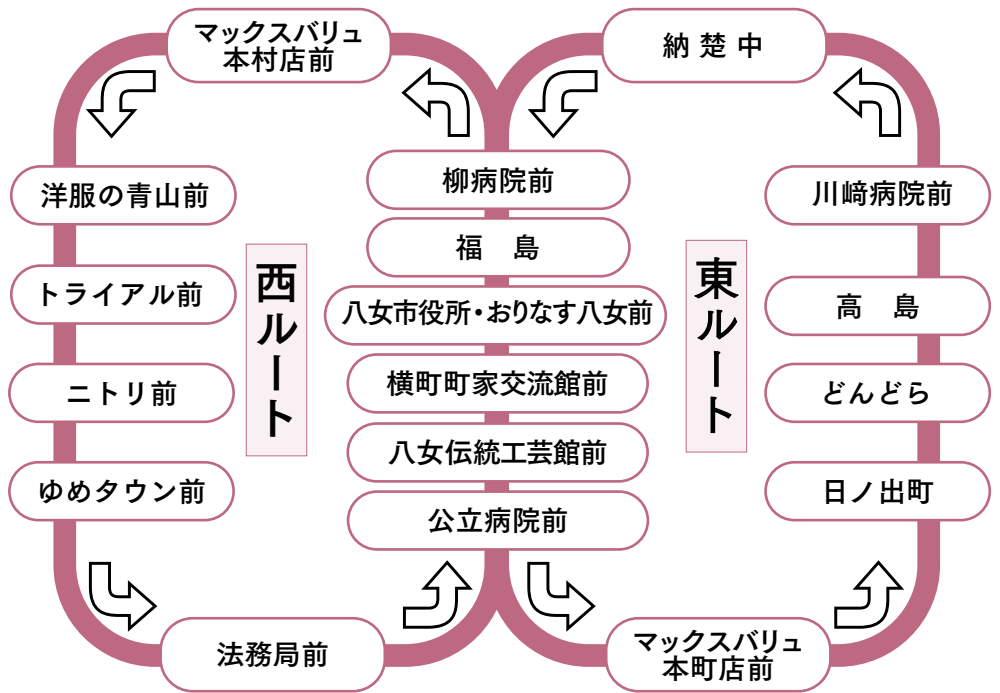 マックスバリュ
本村店前
納楚中
洋服の青山前
トライアル前
ニトリ前
ゆめタウン前
法務局前
西ルート
柳病院前
福島
八女市役所・おりなす八女前
横町町家交流館前
八女伝統工芸館前
公立病院前
東ルート
川﨑病院前
高島
どんどら
日ノ出町
マックスバリュ
本町店前